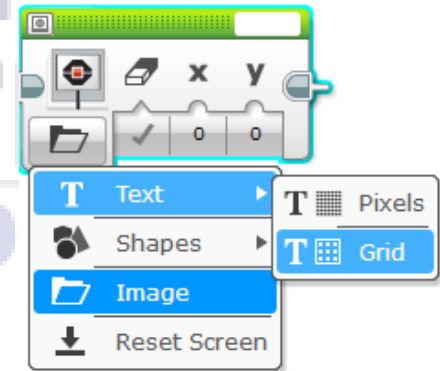 x y
0 0
T Text
T Pixels
Shapes
T Grid
Image
Reset Screen